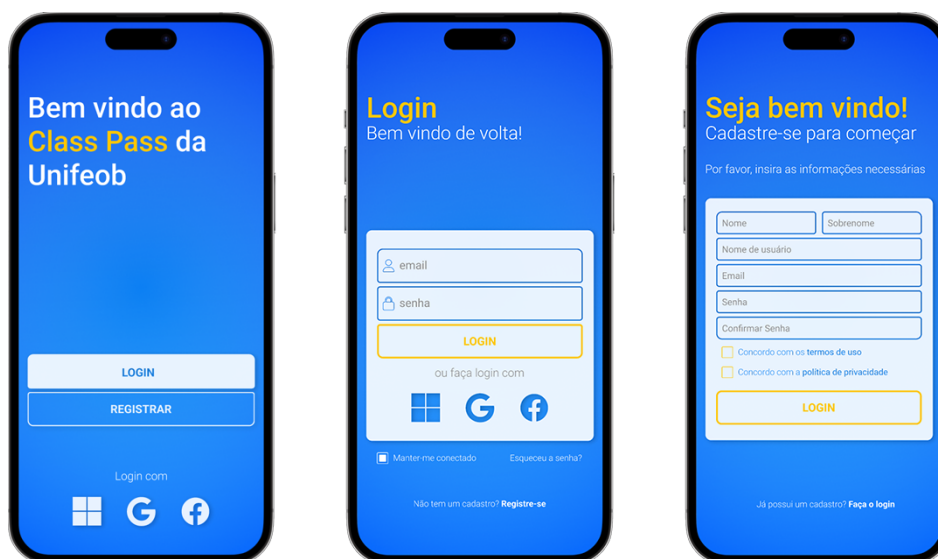 Bem vindo ao
Class Pass da
Unifeob
LOGIN
REGISTRAR
Login com
Login
Bem vindo de volta!
email
senha
LOGIN
ou faça login com
Manter-me conectado
Esqueceu a senha?
Não tem um cadastro? Registre-se
Seja bem vindo!
Cadastre-se para começar
Por favor, insira as informações necessárias
Nome
Sobrenome
Nome de usuário
Email
Senha
Confirmar Senha
Concordo com os termos de uso
Concordo com a política de privacidade
LOGIN
Já possui um cadastro? Faça o login